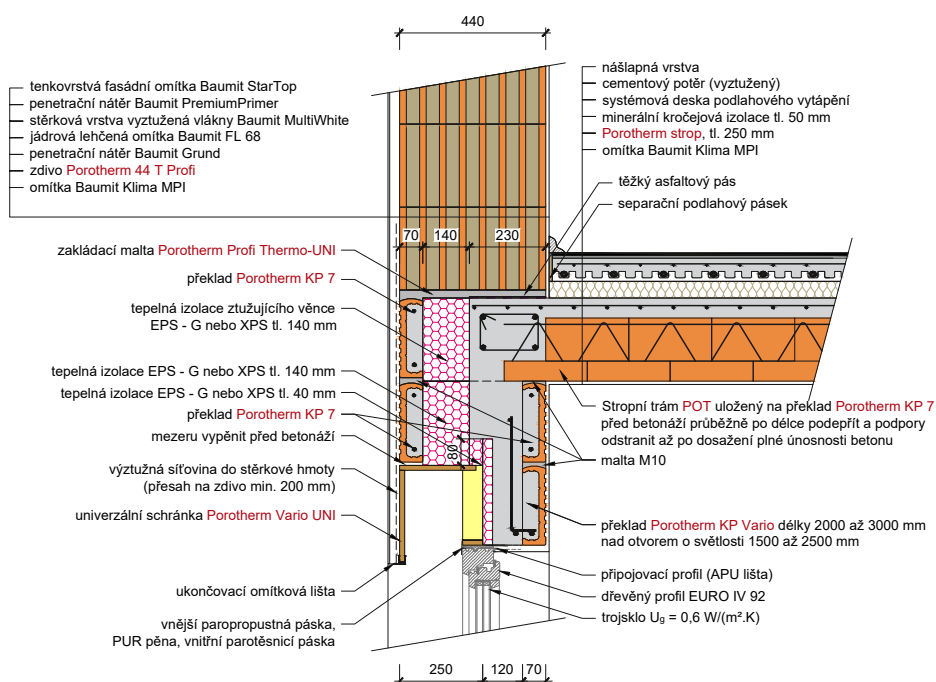 440
tenkovrstvá fasádní omítka Baumit StarTop
penetrační nátěr Baumit PremiumPrimer
stěrková vrstva vyztužená vlákny Baumit MultiWhite
jádrová lehčená omítka Baumit FL 68
penetrační nátěr Baumit Grund
zdivo Porotherm 44 T Profi
omítka Baumit Klima MPI
nášlapná vrstva
cementový potěr (vyztužený)
systémová deska podlahového vytápění
minerální kročejová izolace tl. 50 mm
Porotherm strop, tl. 250 mm
omítka Baumit Klima MPI
těžký asfaltový pás
separační podlahový pásek
70
140
230
zakládací malta Porotherm Profi Thermo-UNI
překlad Porotherm KP 7
tepelná izolace ztužujícího věnce
EPS - G nebo XPS tl. 140 mm
tepelná izolace EPS - G nebo XPS tl. 140 mm
tepelná izolace EPS - G nebo XPS tl. 40 mm
překlad Porotherm KP 7
mezeru vypěnit před betonáží
výztužná síťovina do stěrkové hmoty
(přesah na zdivo min. 200 mm)
univerzální schránka Porotherm Vario UNI
ukončovací omítková lišta
vnější paropropustná páska,
PUR pěna, vnitřní parotěsnicí páska
80
Stropní trám POT uložený na překlad Porotherm KP 7
před betonáží průběžně po délce podepřít a podpory
odstranit až po dosažení plné únosnosti betonu
malta M10
překlad Porotherm KP Vario délky 2000 až 3000 mm
nad otvorem o světlosti 1500 až 2500 mm
připojovací profil (APU lišta)
dřevěný profil EURO IV 92
trojsklo Ug = 0,6 W/(m².K)
250
120
70